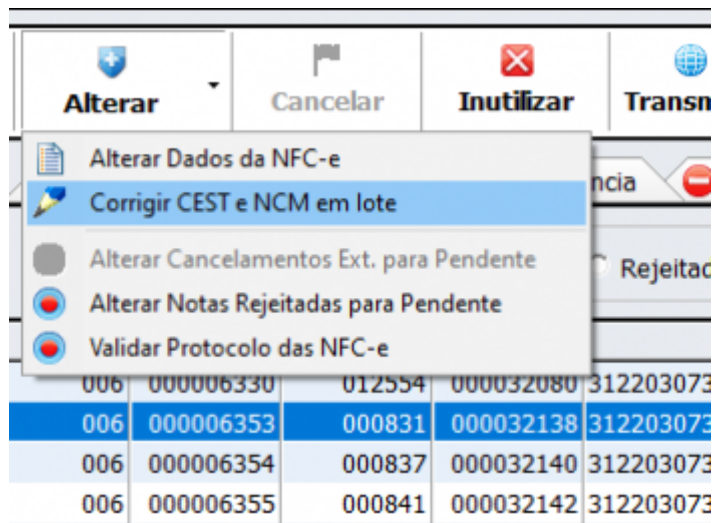 Alterar Cancelar Inutilizar Transm
Alterar Dados da NFC-e
ncia
Corrigir CEST e NCM em lote
Alterar Cancelamentos Ext. para Pendente
Rejeitad
Alterar Notas Rejeitadas para Pendente
Validar Protocolo das NFC-e
006 000006330 012554 000032080 312203073
006 000006353 000831 000032138 312203073
006 000006354 000837 000032140 312203073
006 000006355 000841 000032142 312203073